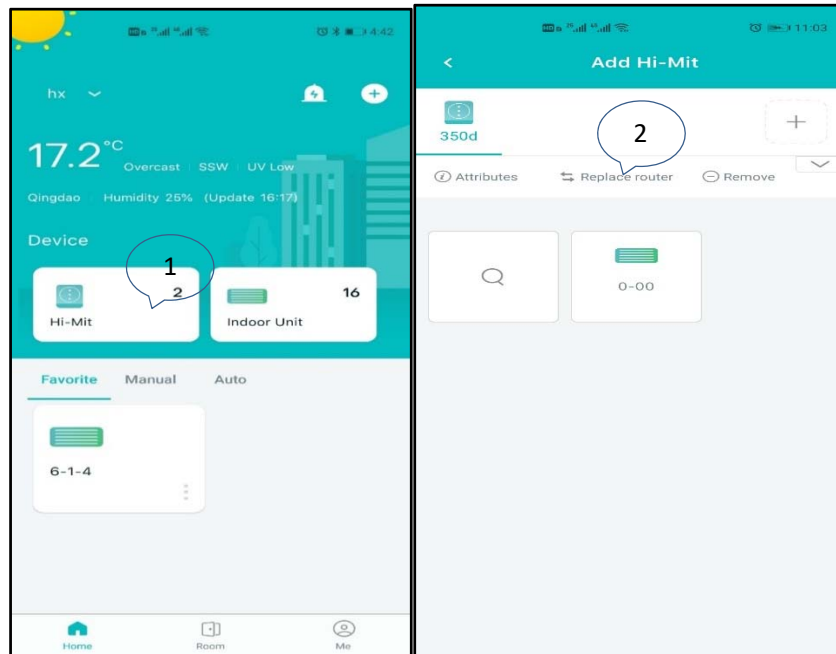 4:42
hx
17.2°C
Overcast SSW UV Low
Qingdao Humidity 25% (Update 16:17)
Device
1
2
Hi-Mit
16
Indoor Unit
Favorite Manual Auto
6-1-4
Home Room Me
11:03
Add Hi-Mit
350d
2
Attributes Replace router Remove
0-00